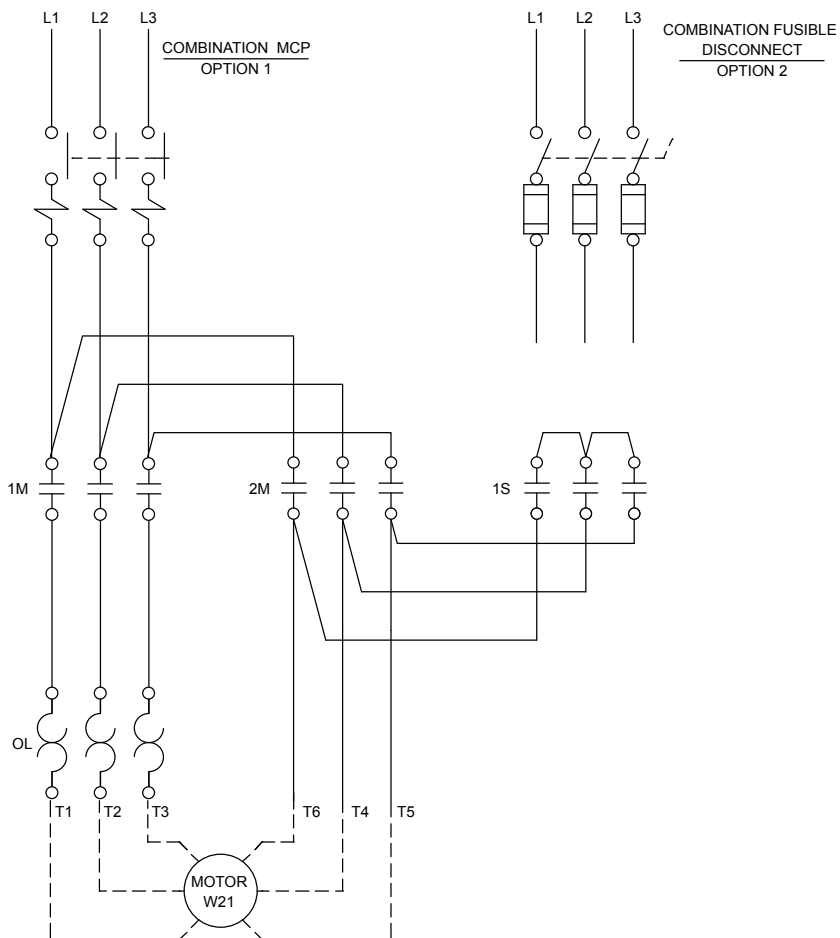 L1 L2 L3
COMBINATION MCP
OPTION 1
L1 L2 L3
COMBINATION FUSIBLE
DISCONNECT
OPTION 2
1M
2M
1S
OL
T1 T2 T3 T6 T4 T5
MOTOR
W21